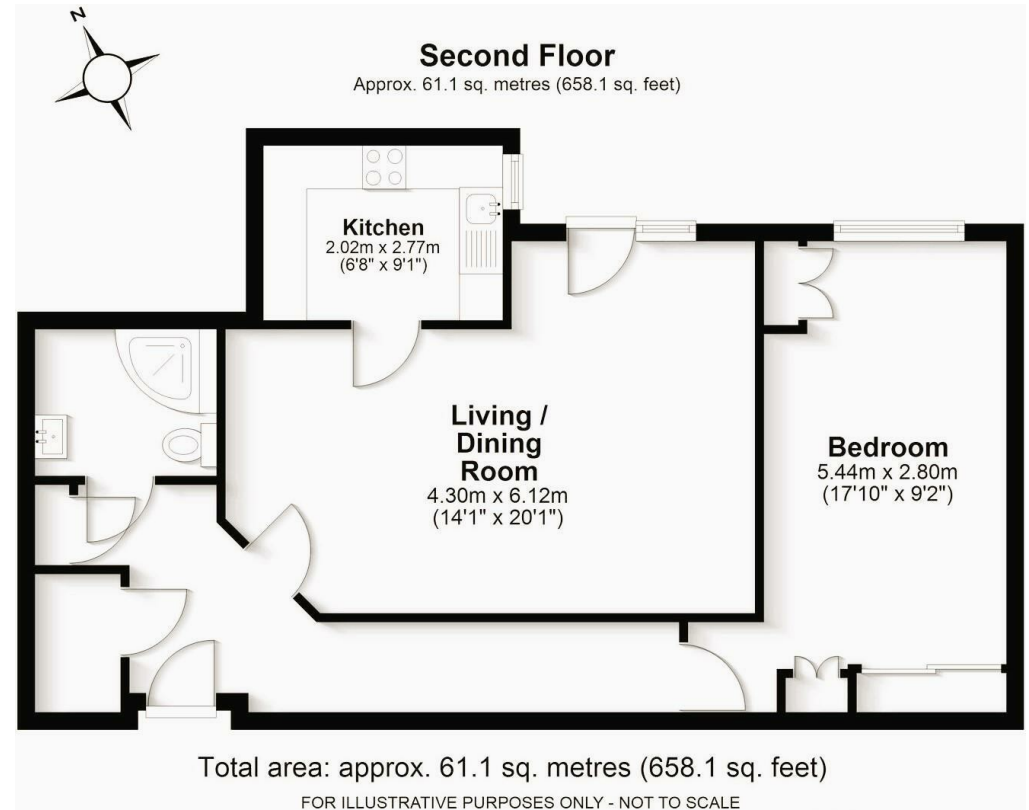 N
Second Floor
Approx. 61.1 sq. metres (658.1 sq. feet)
Kitchen
2.02m x 2.77m
(6'8" x 9'1")
Living /
Dining
Room
4.30m x 6.12m
(14'1" x 20'1")
Bedroom
5.44m x 2.80m
(17'10" x 9'2")
Total area: approx. 61.1 sq. metres (658.1 sq. feet)
FOR ILLUSTRATIVE PURPOSES ONLY - NOT TO SCALE